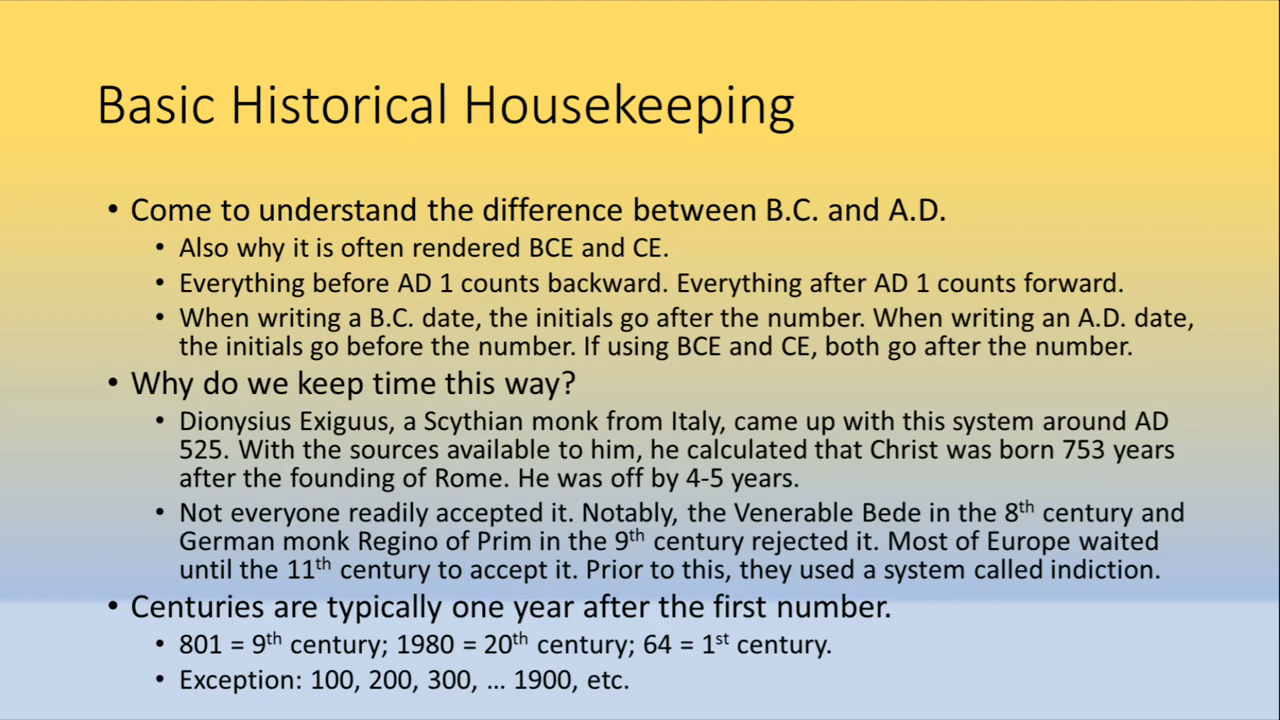 Basic Historical Housekeeping
• Come to understand the difference between B.C. and A.D.
• Also why it is often rendered BCE and CE.
• Everything before AD 1 counts backward. Everything after AD 1 counts forward.
• When writing a B.C. date, the initials go after the number. When writing an A.D. date,
the initials go before the number. If using BCE and CE, both go after the number.
• Why do we keep time this way?
• Dionysius Exiguus, a Scythian monk from Italy, came up with this system around AD
525. With the sources available to him, he calculated that Christ was born 753 years
after the founding of Rome. He was off by 4-5 years.
• Not everyone readily accepted it. Notably, the Venerable Bede in the 8th century and
German monk Regino of Prim in the 9th century rejected it. Most of Europe waited
until the 11th century to accept it. Prior to this, they used a system called indiction.
• Centuries are typically one year after the first number.
• 801 = 9th century; 1980 = 20th century; 64 = 1st century.
• Exception: 100, 200, 300, … 1900, etc.